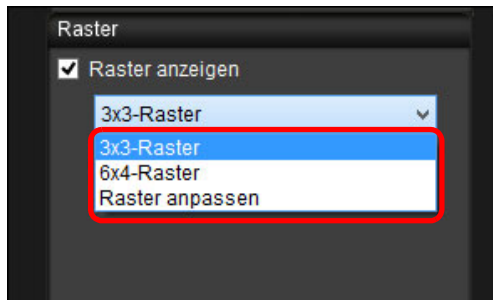 Raster
Raster anzeigen
3x3-Raster
3x3-Raster
6x4-Raster
Raster anpassen